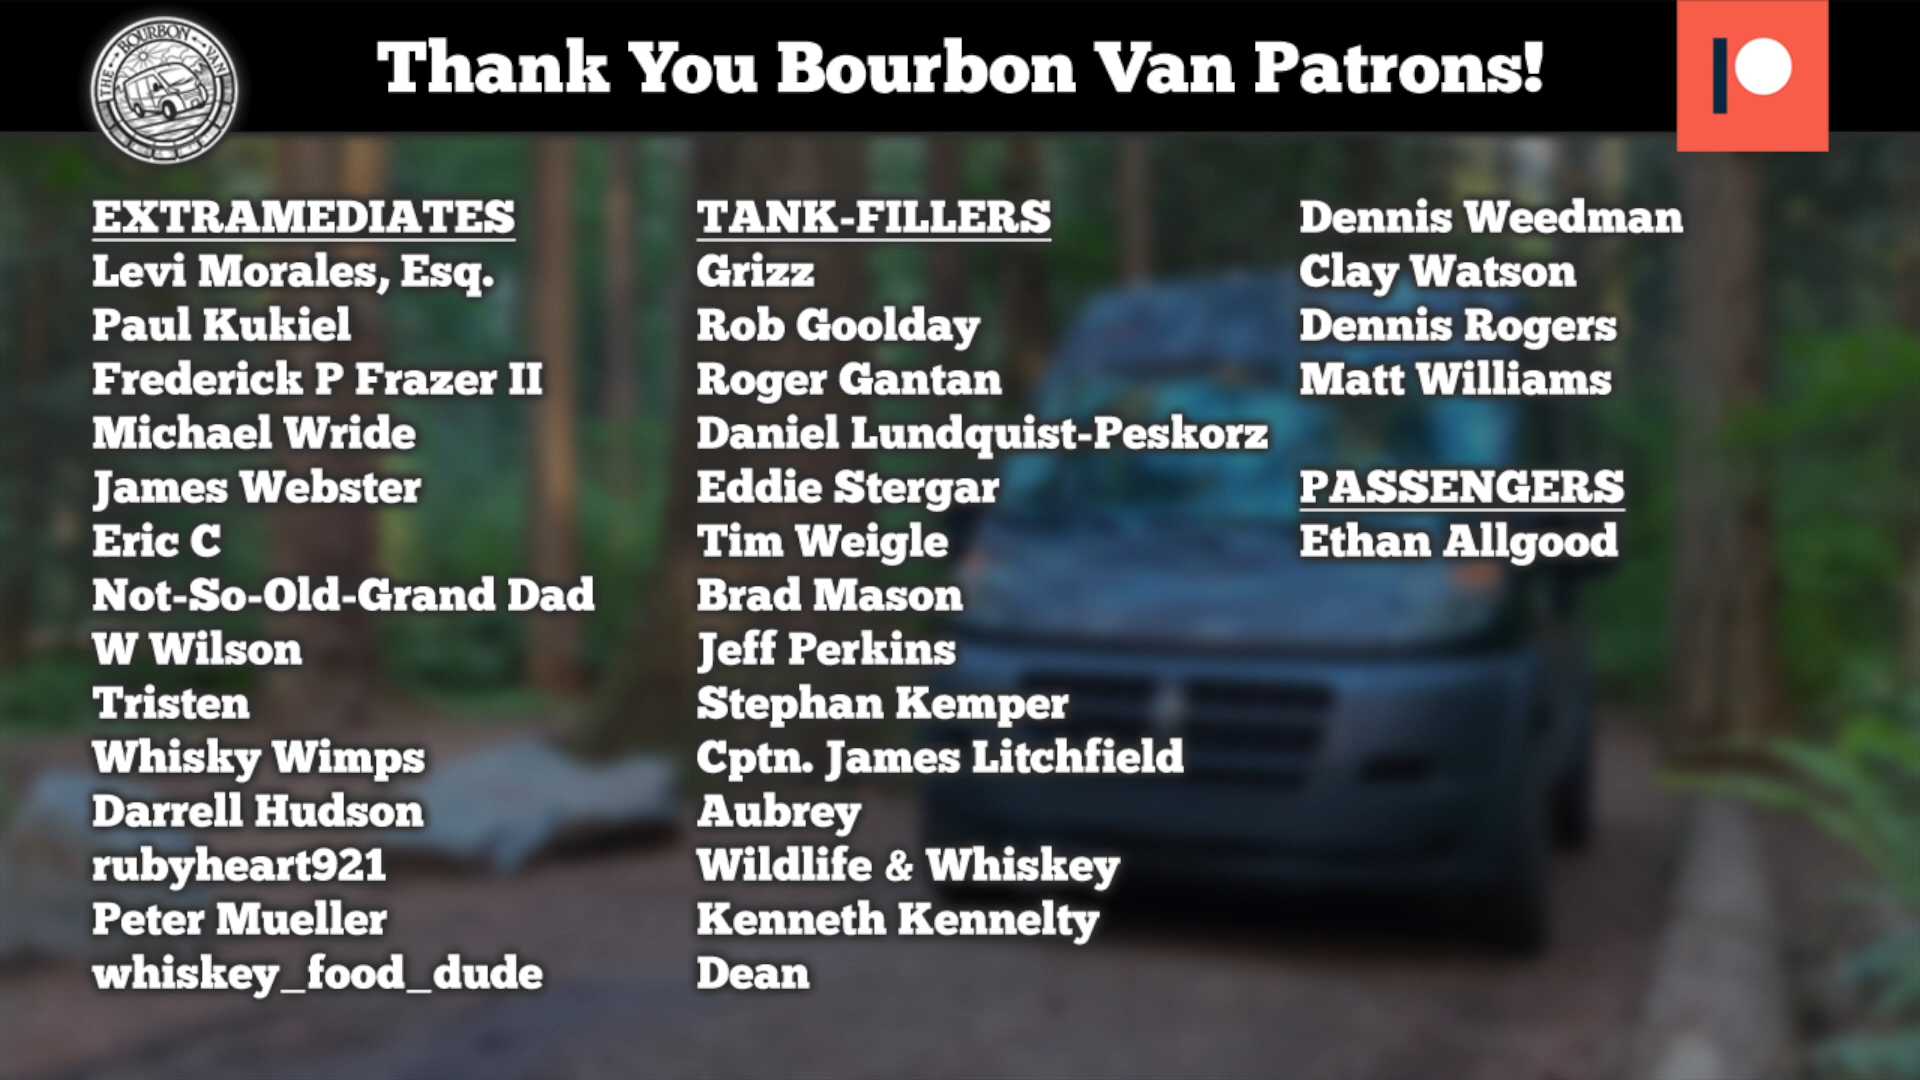 THE BOURBON VAN
Thank You Bourbon Van Patrons!
EXTRAMEDIATES
Levi Morales, Esq.
Paul Kukiel
Frederick P Frazer II
Michael Wride
James Webster
Eric C
Not-So-Old-Grand Dad
W Wilson
Tristen
Whisky Wimps
Darrell Hudson
rubyheart921
Peter Mueller
whiskey_food_dude
TANK-FILLERS
Grizz
Rob Goolday
Roger Gantan
Daniel Lundquist-Peskorz
Eddie Stergar
Tim Weigle
Brad Mason
Jeff Perkins
Stephan Kemper
Cptn. James Litchfield
Aubrey
Wildlife & Whiskey
Kenneth Kennelty
Dean
Dennis Weedman
Clay Watson
Dennis Rogers
Matt Williams
PASSENGERS
Ethan Allgood